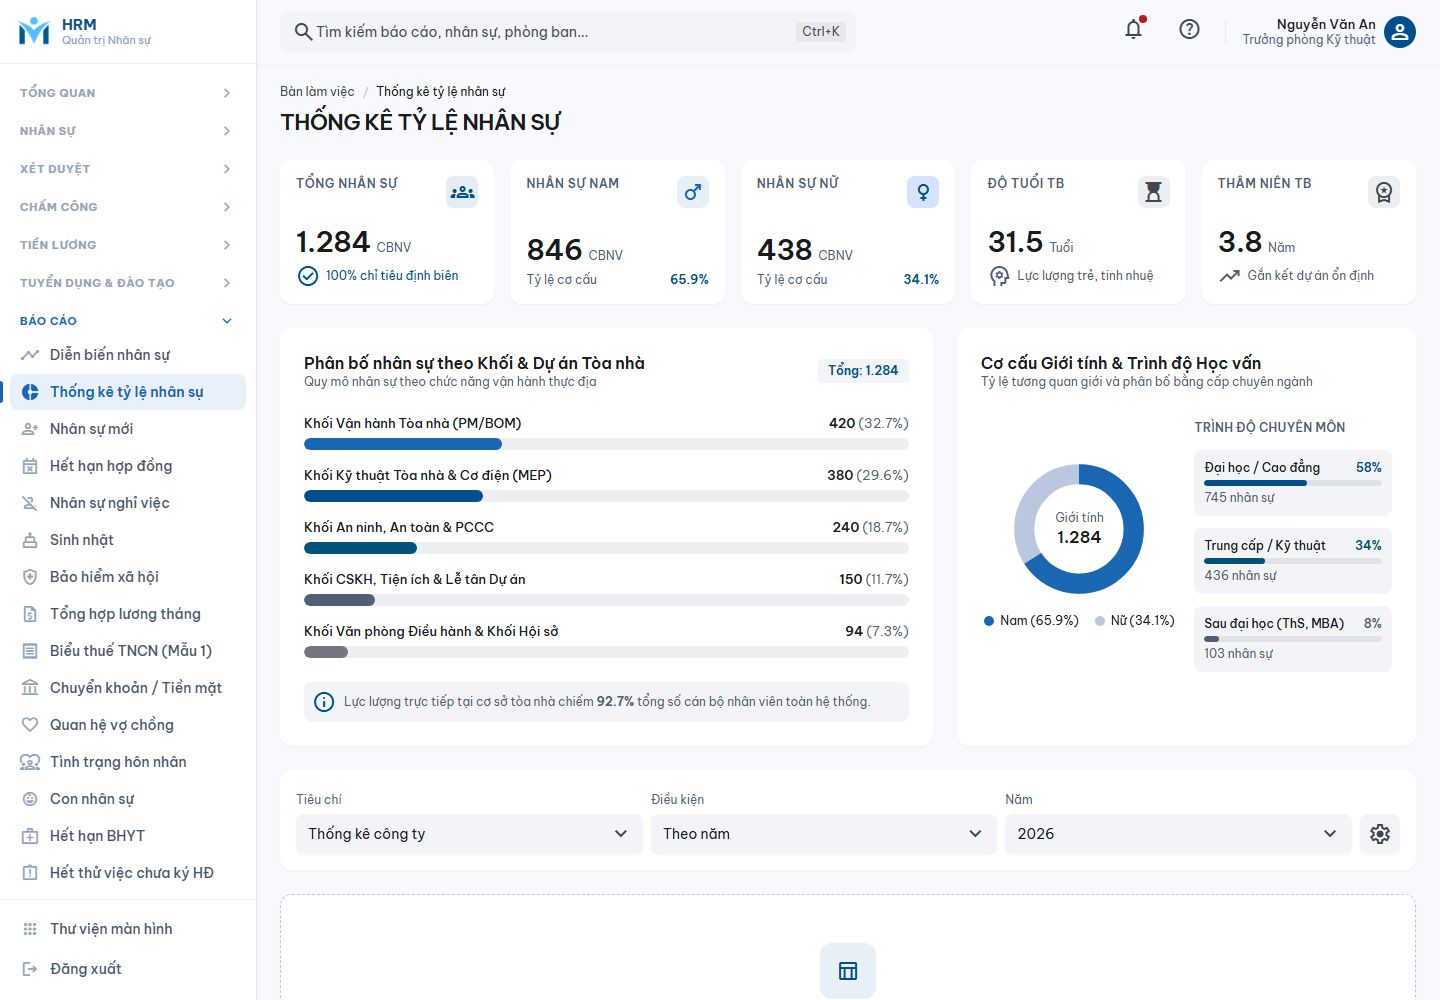 HRM
Quản trị Nhân sự
TỔNG QUAN
NHÂN SỰ
XÉT DUYỆT
CHẤM CÔNG
TIỀN LƯƠNG
TUYỂN DỤNG & ĐÀO TẠO
BÁO CÁO
Diễn biến nhân sự
Thống kê tỷ lệ nhân sự
Nhân sự mới
Hết hạn hợp đồng
Nhân sự nghỉ việc
Sinh nhật
Bảo hiểm xã hội
Tổng hợp lương tháng
Biểu thuế TNCN (Mẫu 1)
Chuyển khoản / Tiền mặt
Quan hệ vợ chồng
Tình trạng hôn nhân
Con nhân sự
Hết hạn BHYT
Hết thử việc chưa ký HĐ
Thư viện màn hình
Đăng xuất
Tìm kiếm báo cáo, nhân sự, phòng ban...
Ctrl+K
Nguyễn Văn An
Trưởng phòng Kỹ thuật
Bàn làm việc / Thống kê tỷ lệ nhân sự
THỐNG KÊ TỶ LỆ NHÂN SỰ
TỔNG NHÂN SỰ
1.284 CBNV
100% chỉ tiêu định biên
NHÂN SỰ NAM
846 CBNV
Tỷ lệ cơ cấu 65.9%
NHÂN SỰ NỮ
438 CBNV
Tỷ lệ cơ cấu 34.1%
ĐỘ TUỔI TB
31.5 Tuổi
Lực lượng trẻ, tinh nhuệ
THÂM NIÊN TB
3.8 Năm
Gắn kết dự án ổn định
Phân bố nhân sự theo Khối & Dự án Tòa nhà
Quy mô nhân sự theo chức năng vận hành thực địa
Tổng: 1.284
Khối Vận hành Tòa nhà (PM/BOM) 420 (32.7%)
Khối Kỹ thuật Tòa nhà & Cơ điện (MEP) 380 (29.6%)
Khối An ninh, An toàn & PCCC 240 (18.7%)
Khối CSKH, Tiện ích & Lễ tân Dự án 150 (11.7%)
Khối Văn phòng Điều hành & Khối Hội sở 94 (7.3%)
Lực lượng trực tiếp tại cơ sở tòa nhà chiếm 92.7% tổng số cán bộ nhân viên toàn hệ thống.
Cơ cấu Giới tính & Trình độ Học vấn
Tỷ lệ tương quan giới và phân bố bằng cấp chuyên ngành
Giới tính
1.284
Nam (65.9%) Nữ (34.1%)
TRÌNH ĐỘ CHUYÊN MÔN
Đại học / Cao đẳng 58%
745 nhân sự
Trung cấp / Kỹ thuật 34%
436 nhân sự
Sau đại học (ThS, MBA) 8%
103 nhân sự
Tiêu chí
Thống kê công ty
Điều kiện
Theo năm
Năm
2026